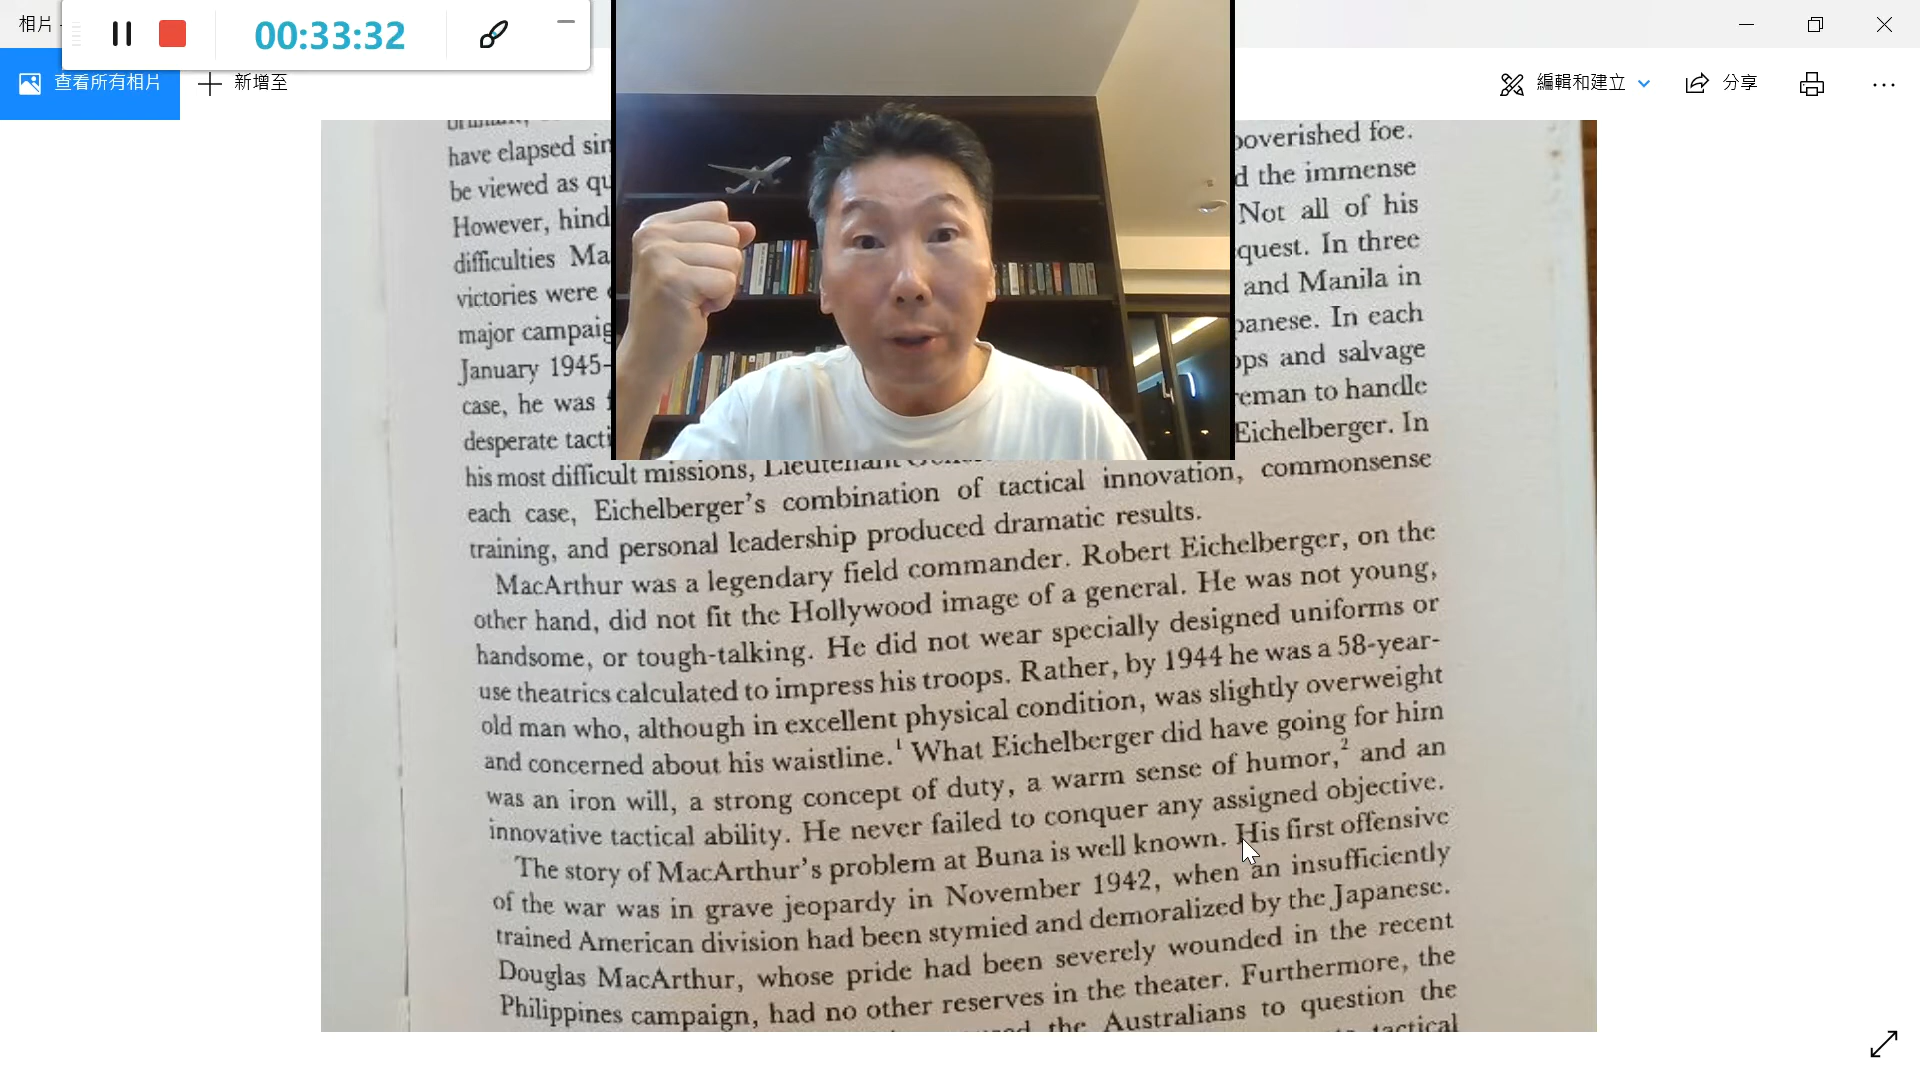 相片 -
00:33:32
查看所有相片
新增至
編輯和建立
分享
have elapsed sin
poverished foe.
be viewed as qu
d the immense
However, hind
Not all of his
difficulties Ma
quest. In three
victories were
and Manila in
major campaig
panese. In each
January 1945-
ops and salvage
case, he was
reman to handle
desperate tacti
Eichelberger. In
his most difficult missions, Lieutenant
each case, Eichelberger's combination of tactical innovation, commonsense
training, and personal leadership produced dramatic results.
MacArthur was a legendary field commander. Robert Eichelberger, on the
other hand, did not fit the Hollywood image of a general. He was not young,
handsome, or tough-talking. He did not wear specially designed uniforms or
use theatrics calculated to impress his troops. Rather, by 1944 he was a 58-year-
old man who, although in excellent physical condition, was slightly overweight
and concerned about his waistline.¹ What Eichelberger did have going for him
was an iron will, a strong concept of duty, a warm sense of humor,² and an
innovative tactical ability. He never failed to conquer any assigned objective.
The story of MacArthur's problem at Buna is well known. His first offensive
of the war was in grave jeopardy in November 1942, when an insufficiently
trained American division had been stymied and demoralized by the Japanese.
Douglas MacArthur, whose pride had been severely wounded in the recent
Philippines campaign, had no other reserves in the theater. Furthermore, the
the Australians to question the
tactical